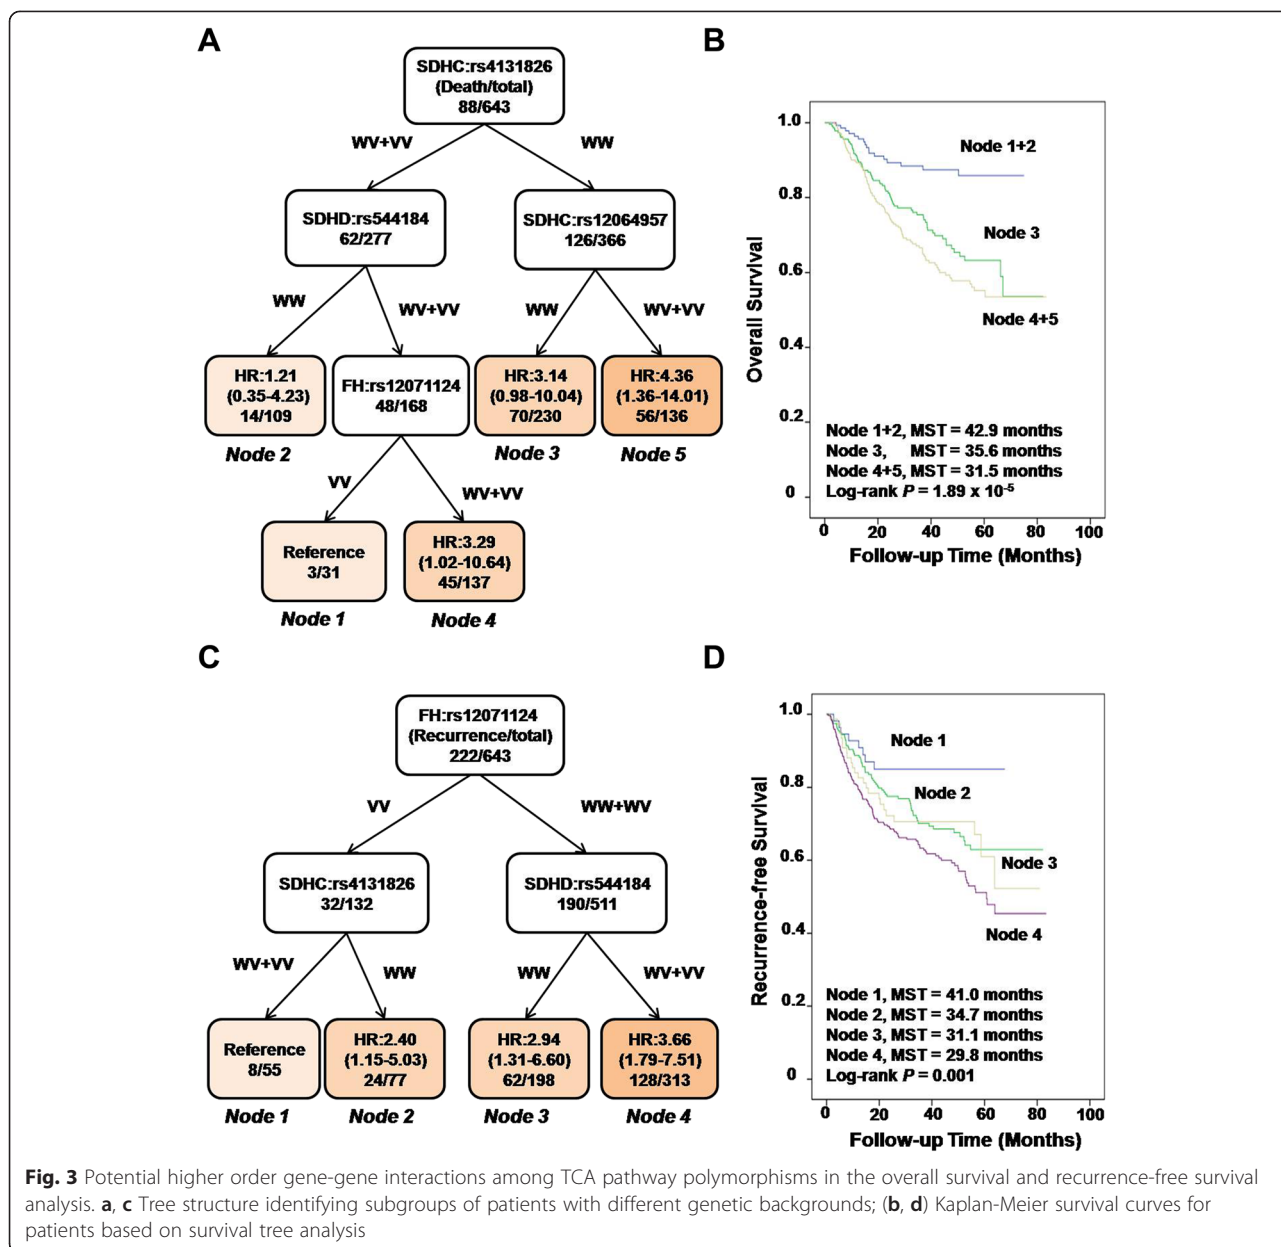 A
SDHC:rs4131826
(Death/total)
88/643
WV+VV
WW
SDHD:rs544184
62/277
SDHC:rs12064957
126/366
WW
WV+VV
WW
WV+VV
HR:1.21
(0.35-4.23)
14/109
Node 2
FH:rs12071124
48/168
HR:3.14
(0.98-10.04)
70/230
Node 3
HR:4.36
(1.36-14.01)
56/136
Node 5
VV
WV+VV
Reference
3/31
Node 1
HR:3.29
(1.02-10.64)
45/137
Node 4
B
Overall Survival
1.0
0.8
0.6
0.4
0.2
0
Node 1+2
Node 3
Node 4+5
Node 1+2, MST = 42.9 months
Node 3, MST = 35.6 months
Node 4+5, MST = 31.5 months
Log-rank P = 1.89 x 10-5
0 20 40 60 80 100
Follow-up Time (Months)
C
FH:rs12071124
(Recurrence/total)
222/643
VV
WW+WV
SDHC:rs4131826
32/132
SDHD:rs544184
190/511
WV+VV
WW
WW
WV+VV
Reference
8/55
Node 1
HR:2.40
(1.15-5.03)
24/77
Node 2
HR:2.94
(1.31-6.60)
62/198
Node 3
HR:3.66
(1.79-7.51)
128/313
Node 4
D
Recurrence-free Survival
1.0
0.8
0.6
0.4
0.2
0
Node 1
Node 2
Node 3
Node 4
Node 1, MST = 41.0 months
Node 2, MST = 34.7 months
Node 3, MST = 31.1 months
Node 4, MST = 29.8 months
Log-rank P = 0.001
0 20 40 60 80 100
Follow-up Time (Months)
Fig. 3 Potential higher order gene-gene interactions among TCA pathway polymorphisms in the overall survival and recurrence-free survival
analysis. a, c Tree structure identifying subgroups of patients with different genetic backgrounds; (b, d) Kaplan-Meier survival curves for
patients based on survival tree analysis